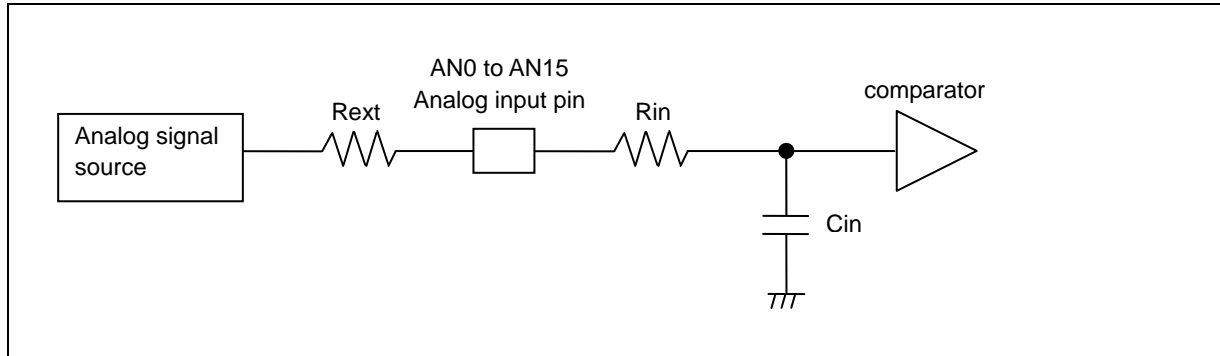 AN0 to AN15
Analog input pin
comparator
Rext
Rin
Analog signal
source
Cin